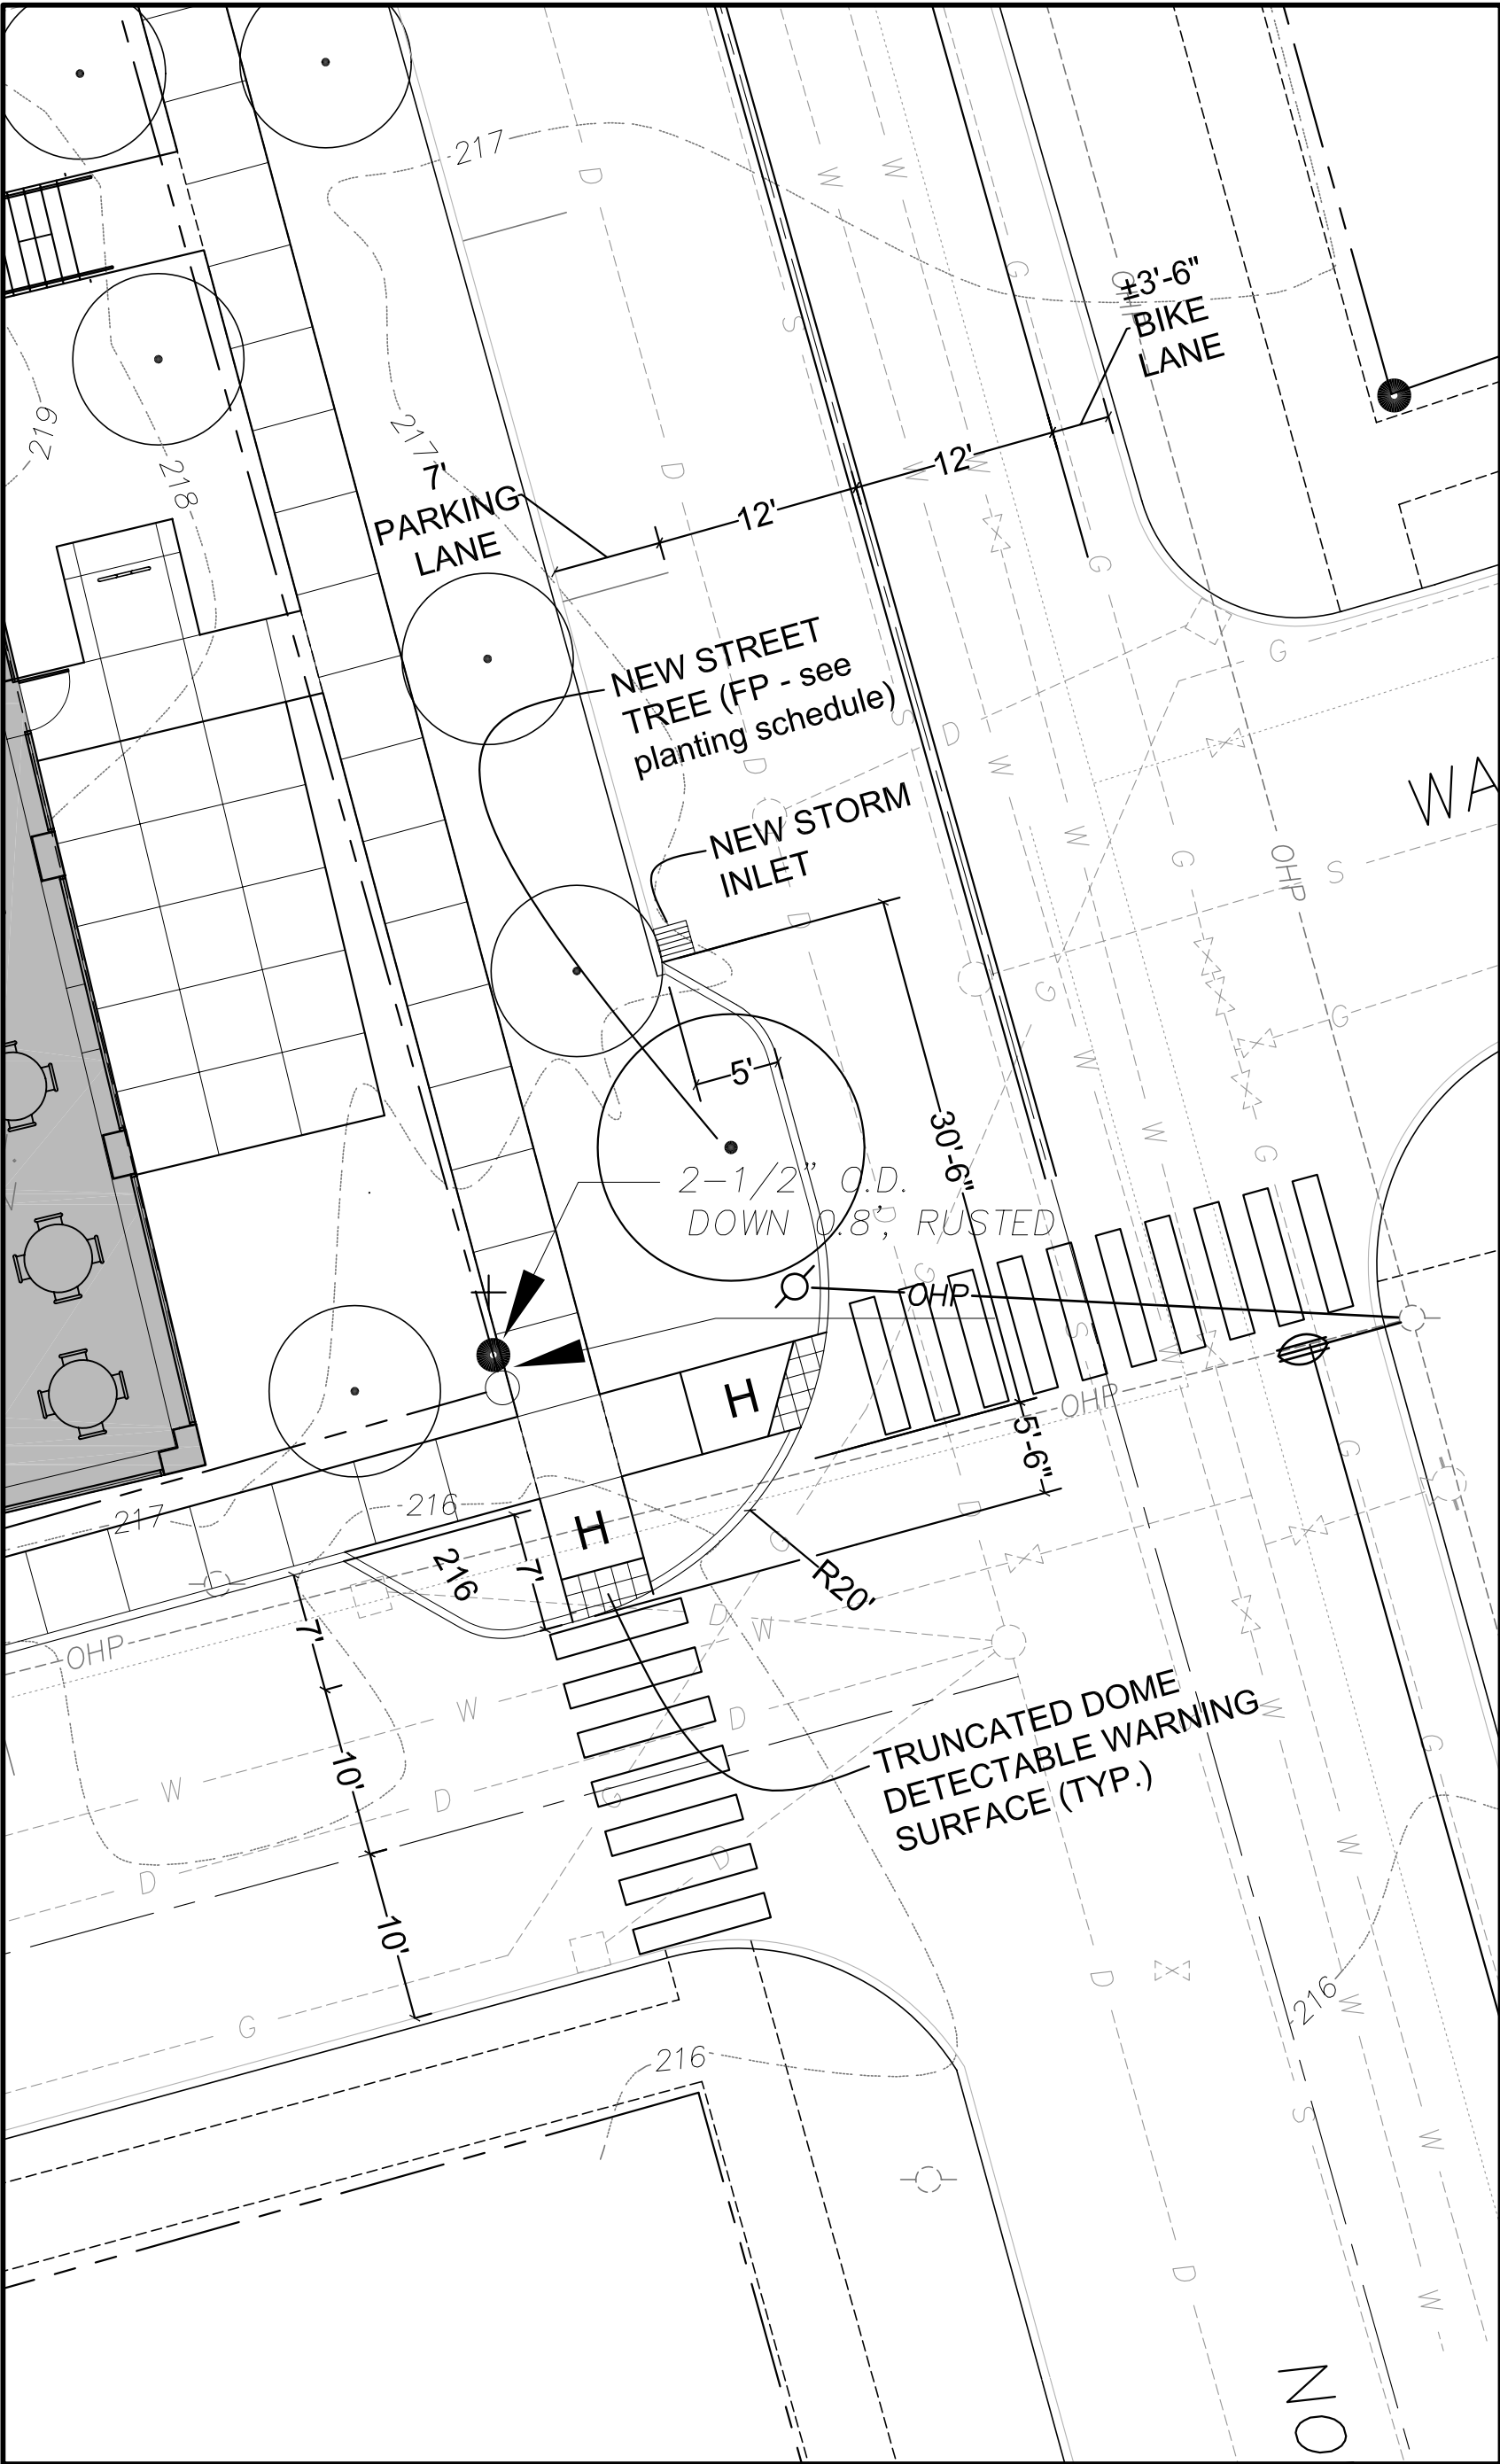 217
±3'-6"
BIKE
LANE
219
218
217
7'
PARKING
LANE
12'
12'
NEW STREET
TREE (FP - see
planting schedule)
NEW STORM
INLET
WA
OHP
OHP
5'
30'-6"
2-1/2" O.D.
DOWN 0.8', RUSTED
OHP
OHP
H
5'-6"
H
217
216
216
7'
R20'
7'
OHP
10'
10'
TRUNCATED DOME
DETECTABLE WARNING
SURFACE (TYP.)
216
216
NO
D
W
W
G
S
D
W
W
G
G
S
D
D
W
W
G
S
D
G
G
W
W
G
D
G
S
W
G
D
G
D
W
W
D
W
W
D
G
D
D
G
W
W
D
S
W
D
W